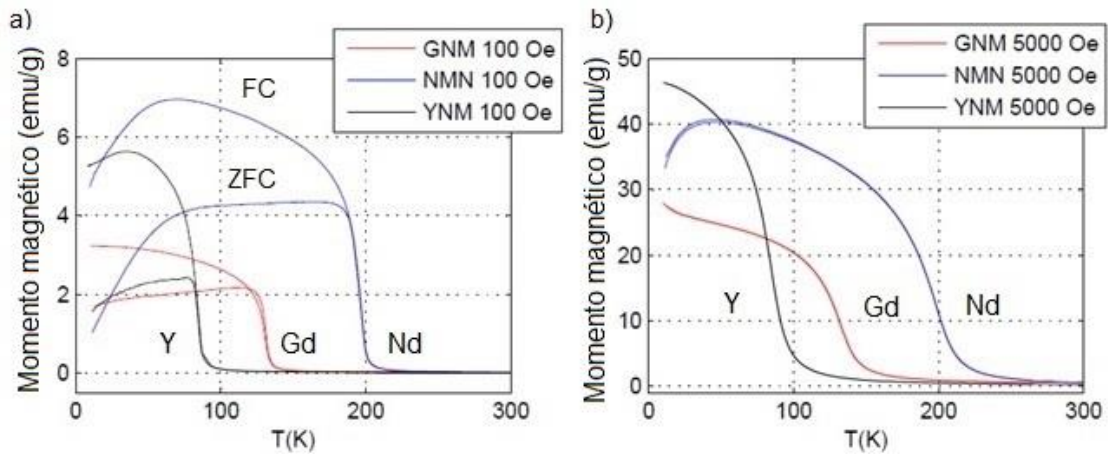 a)
GNM 100 Oe
NMN 100 Oe
YNM 100 Oe
Momento magnético (emu/g)
8
6
4
2
0
FC
ZFC
Y
Gd
Nd
0
100
200
300
T(K)
b)
GNM 5000 Oe
NMN 5000 Oe
YNM 5000 Oe
Momento magnético (emu/g)
50
40
30
20
10
0
Y
Gd
Nd
0
100
200
300
T(K)